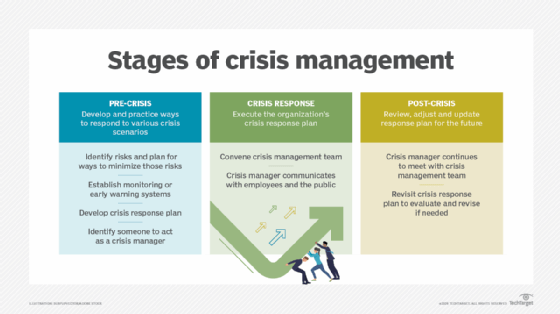 Stages of crisis management
PRE-CRISIS
Develop and practice ways
to respond to various crisis
scenarios
Identify risks and plan for
ways to minimize those risks
Establish monitoring or
early warning systems
Develop crisis response plan
Identify someone to act
as a crisis manager
CRISIS RESPONSE
Execute the organization's
crisis response plan
Convene crisis management team
Crisis manager communicates
with employees and the public
POST-CRISIS
Review, adjust and update
response plan for the future
Crisis manager continues
to meet with crisis
management team
Revisit crisis response
plan to evaluate and revise
if needed
TechTarget